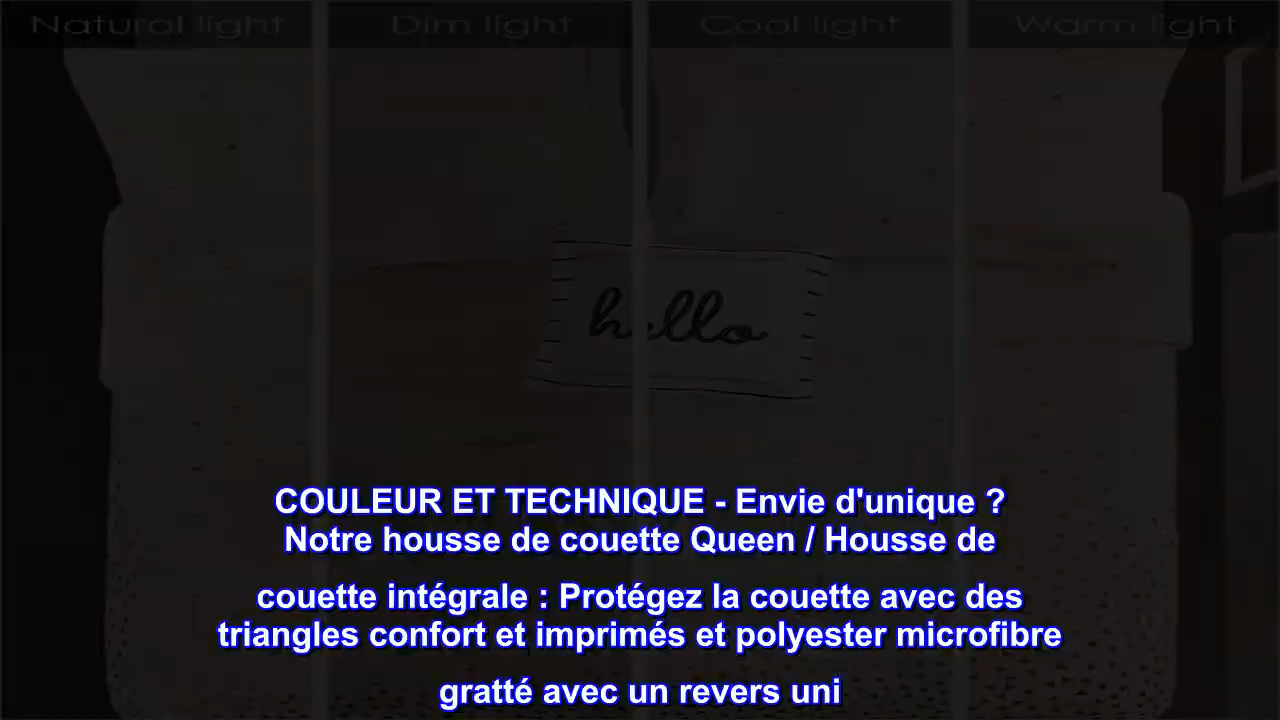 Natural light
Dim light
Cool light
Warm light
hello
COULEUR ET TECHNIQUE - Envie d'unique ?
Notre housse de couette Queen / Housse de
couette intégrale : Protégez la couette avec des
triangles confort et imprimés et polyester microfibre
gratté avec un revers uni